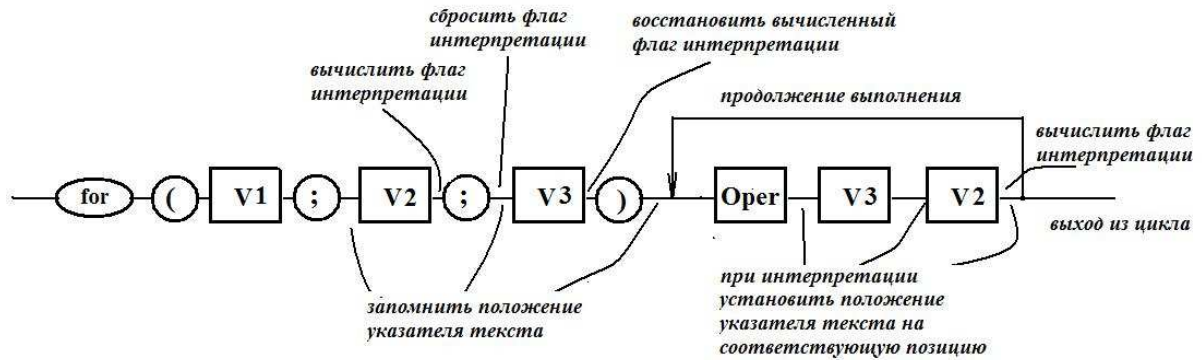 сбросить флаг
интерпретации
восстановить вычисленный
флаг интерпретации
вычислить флаг
интерпретации
продолжение выполнения
вычислить флаг
интерпретации
for ( V1 ; V2 ; V3 ) Oper V3 V2
выход из цикла
запомнить положение
указателя текста
при интерпретации
установить положение
указателя текста на
соответствующую позицию